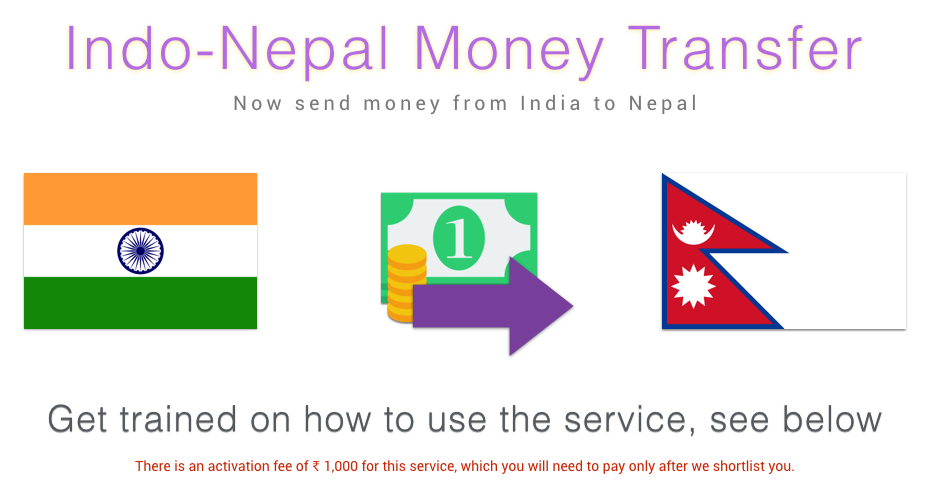 Indo-Nepal Money Transfer
Now send money from India to Nepal
1
Get trained on how to use the service, see below
There is an activation fee of ₹ 1,000 for this service, which you will need to pay only after we shortlist you.